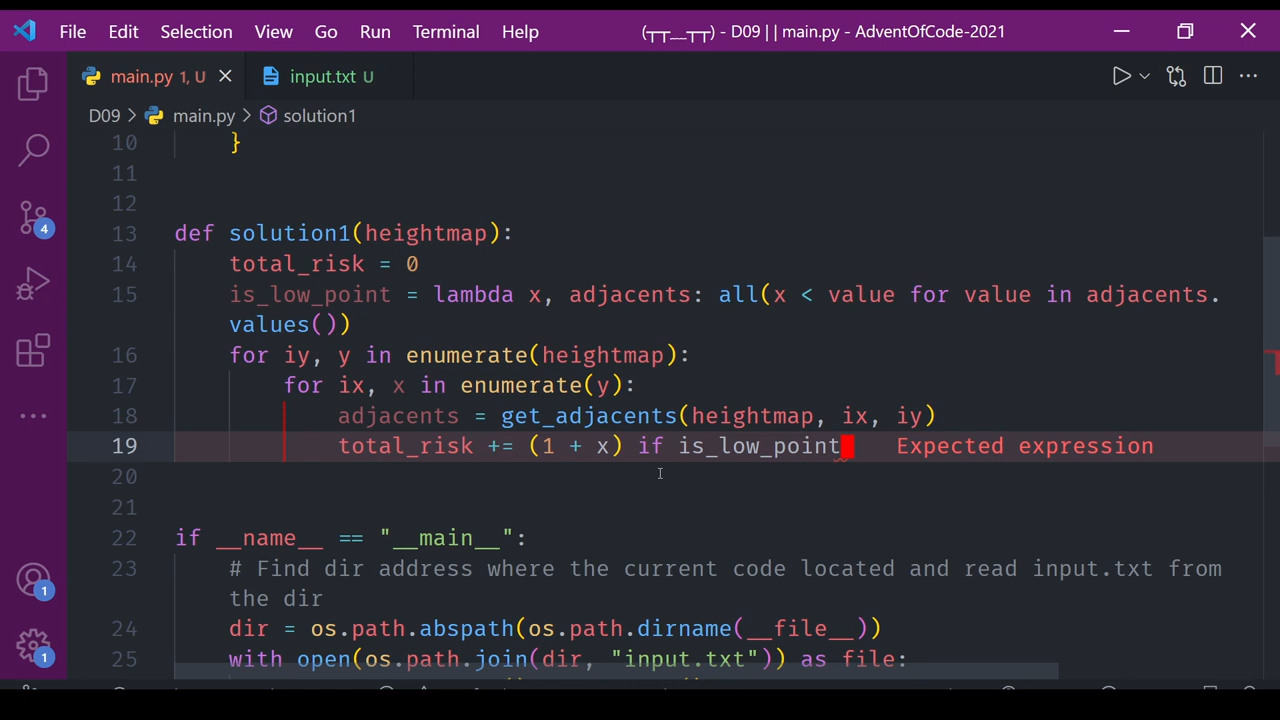 File Edit Selection View Go Run Terminal Help (┬┬﹏┬┬) - D09 | | main.py - AdventOfCode-2021
main.py 1, U input.txt U
D09 > main.py > solution1
10 }
11
12
13 def solution1(heightmap):
14 total_risk = 0
15 is_low_point = lambda x, adjacents: all(x < value for value in adjacents.
values())
16 for iy, y in enumerate(heightmap):
17 for ix, x in enumerate(y):
18 adjacents = get_adjacents(heightmap, ix, iy)
19 total_risk += (1 + x) if is_low_point Expected expression
20
21
22 if __name__ == "__main__":
23 # Find dir address where the current code located and read input.txt from
the dir
24 dir = os.path.abspath(os.path.dirname(__file__))
25 with open(os.path.join(dir, "input.txt")) as file:
4
1
1